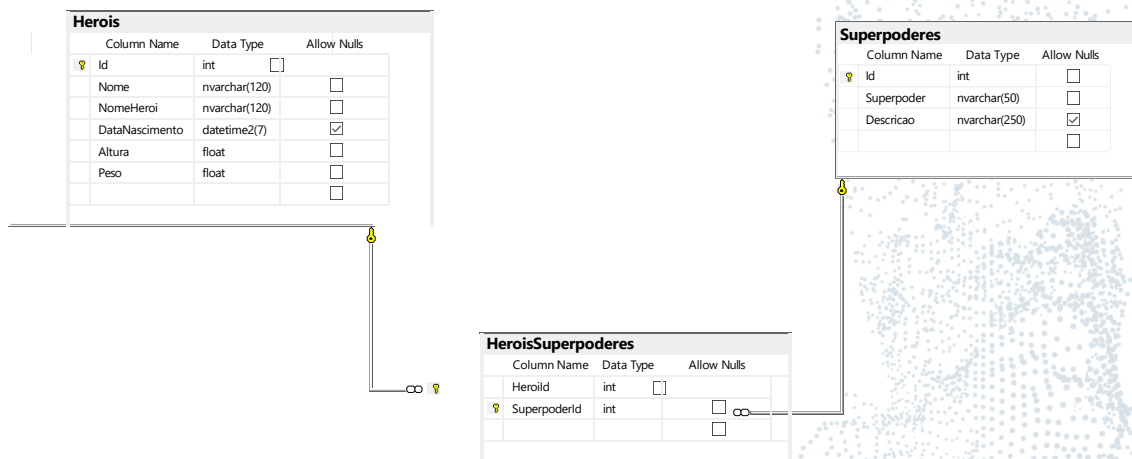 Herois
Column Name Data Type Allow Nulls
Id int
Nome nvarchar(120)
NomeHeroi nvarchar(120)
DataNascimento datetime2(7)
Altura float
Peso float
Superpoderes
Column Name Data Type Allow Nulls
Id int
Superpoder nvarchar(50)
Descricao nvarchar(250)
HeroisSuperpoderes
Column Name Data Type Allow Nulls
HeroiId int
SuperpoderId int